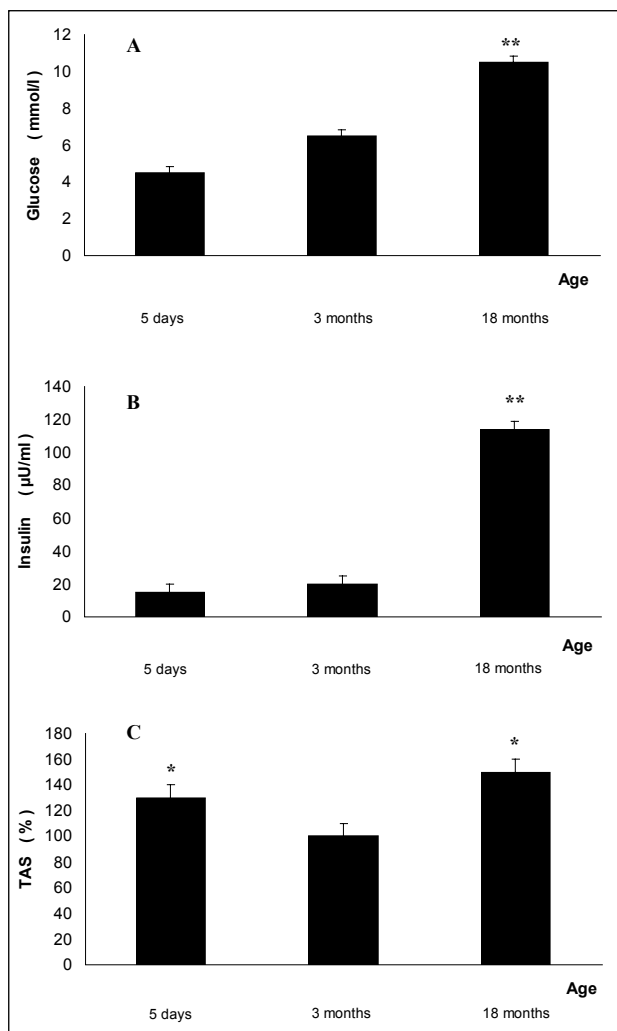 A
Glucose ( mmol/l )
12
10
8
6
4
2
0
**
Age
5 days 3 months 18 months
B
Insulin ( µU/ml )
140
120
100
80
60
40
20
0
**
Age
5 days 3 months 18 months
C
TAS ( % )
180
160
140
120
100
80
60
40
20
0
* *
Age
5 days 3 months 18 months